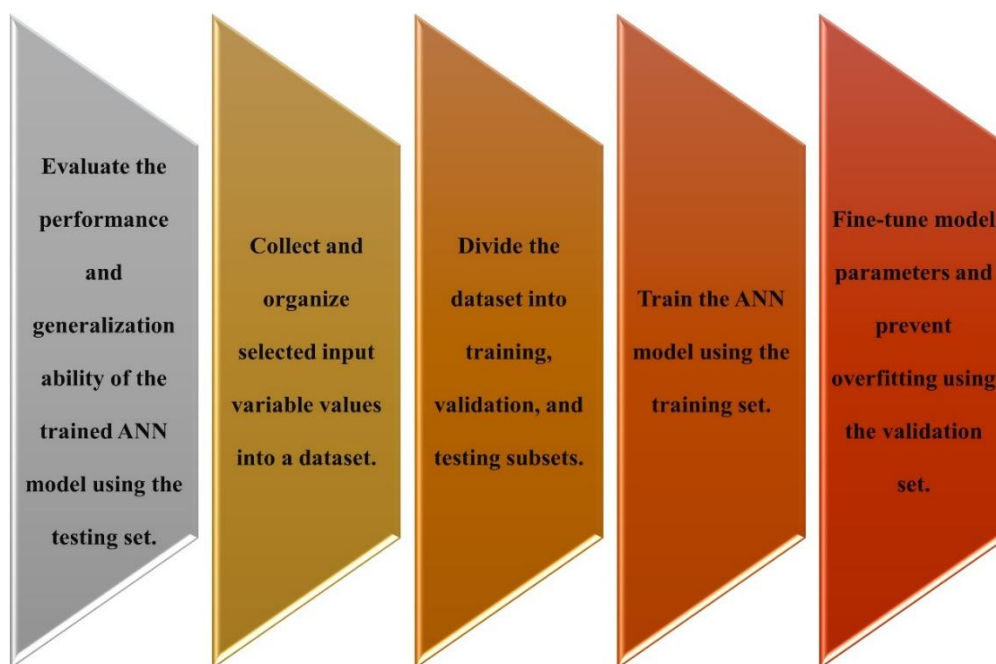 Evaluate the
performance
and
generalization
ability of the
trained ANN
model using the
testing set.
Collect and
organize
selected input
variable values
into a dataset.
Divide the
dataset into
training,
validation, and
testing subsets.
Train the ANN
model using the
training set.
Fine-tune model
parameters and
prevent
overfitting using
the validation
set.